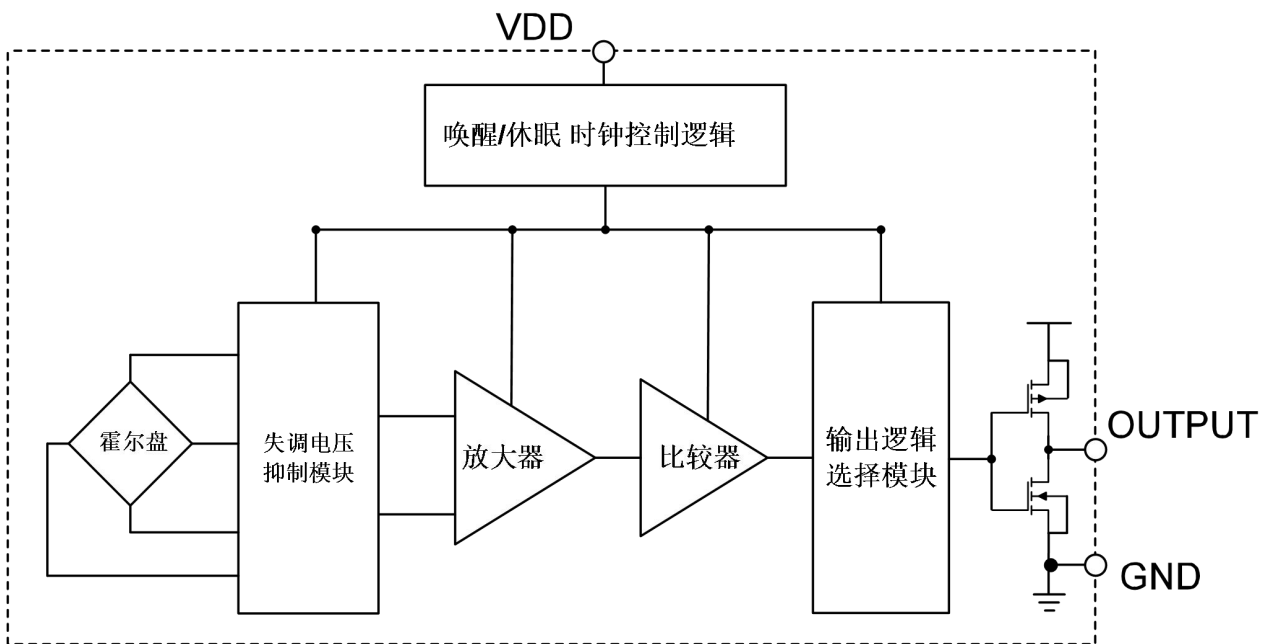 VDD
唤醒/休眠 时钟控制逻辑
霍尔盘
失调电压
抑制模块
放大器
比较器
输出逻辑
选择模块
OUTPUT
GND